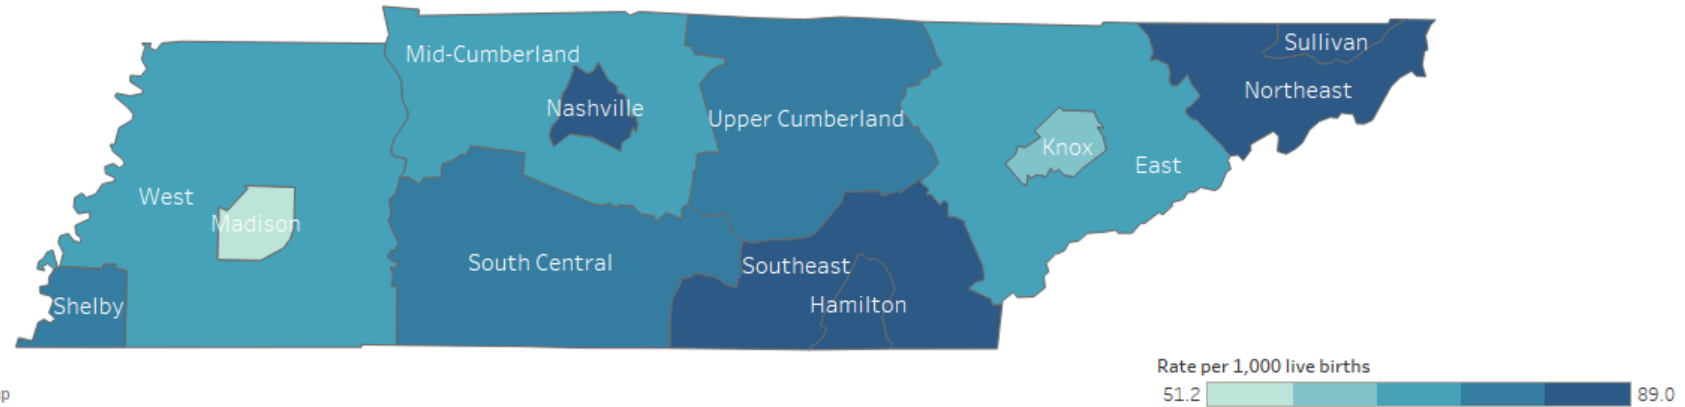 Sullivan
Mid-Cumberland
Northeast
Nashville
Upper Cumberland
Knox
East
West
Madison
South Central
Southeast
Shelby
Hamilton
Rate per 1,000 live births
51.2
89.0